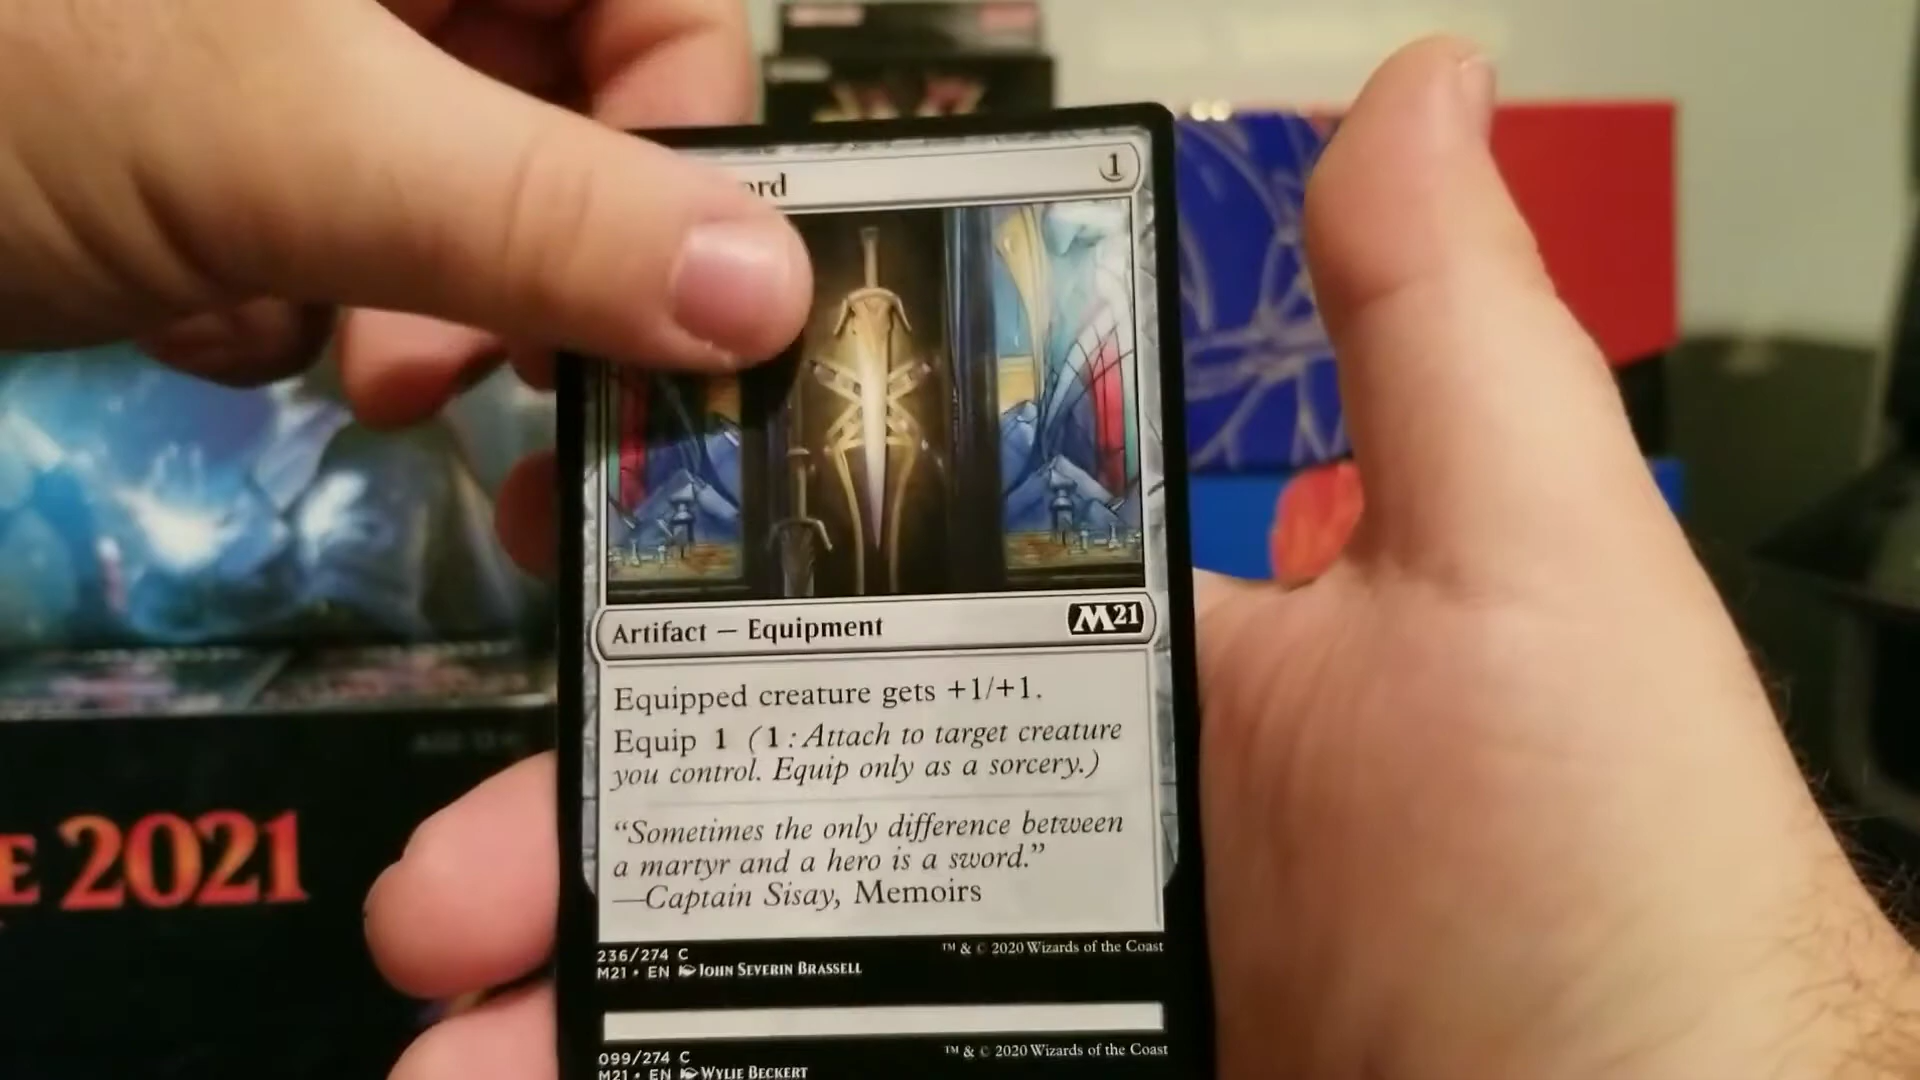 ord 1
Artifact — Equipment M21
Equipped creature gets +1/+1.
Equip 1 (1: Attach to target creature
you control. Equip only as a sorcery.)
“Sometimes the only difference between
a martyr and a hero is a sword.”
—Captain Sisay, Memoirs
236/274 C ™ & © 2020 Wizards of the Coast
M21 • EN JOHN SEVERIN BRASSELL
099/274 C ™ & © 2020 Wizards of the Coast
M21 • EN WYLIE BECKERT
E 2021